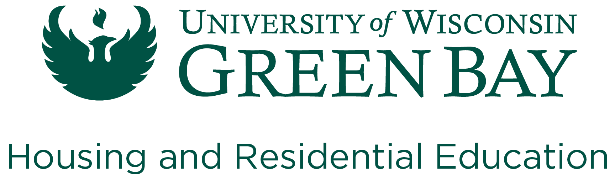 University of Wisconsin
Green Bay
Housing and Residential Education